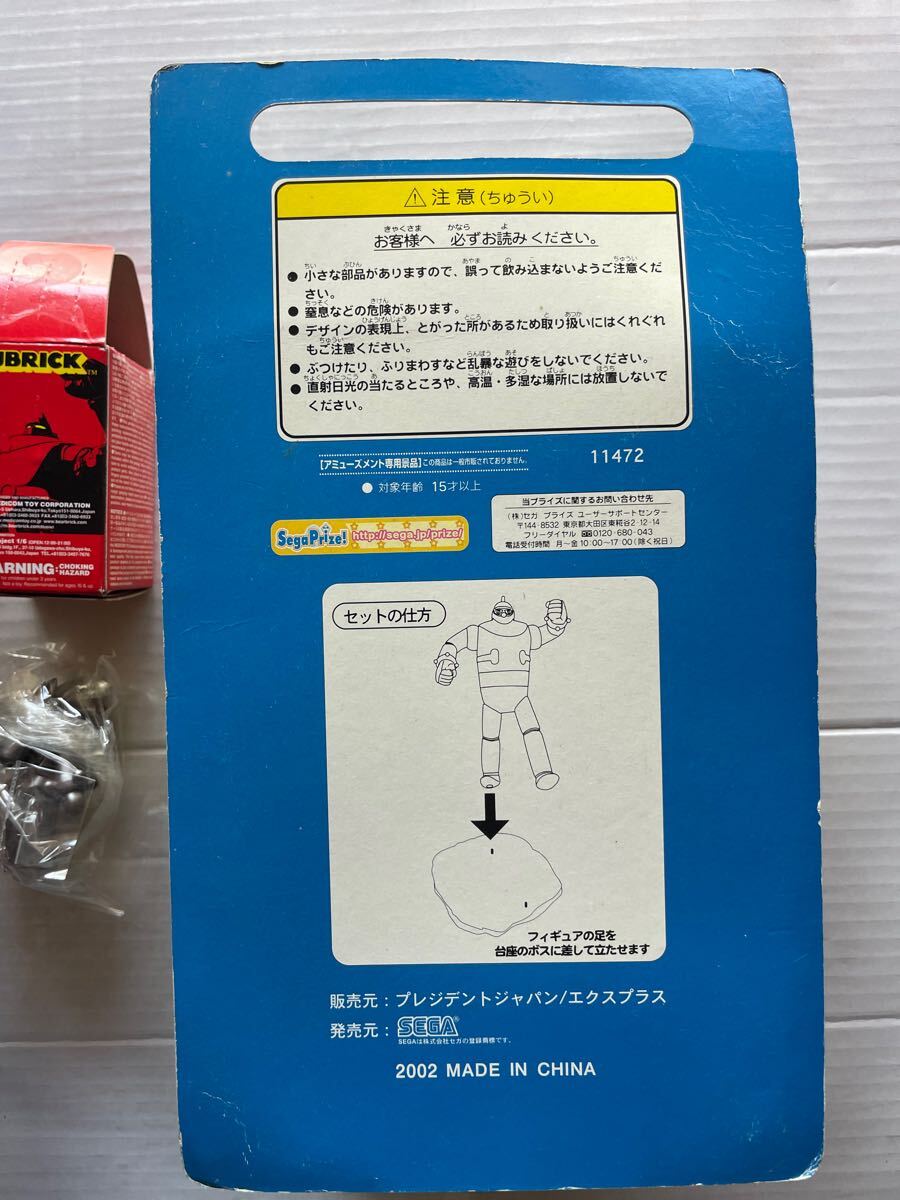 ⚠注意(ちゅうい)
お客様へ 必ずお読みください。
● 小さな部品がありますので、誤って飲み込まないようご注意くだ
さい。
● 窒息などの危険があります。
● デザインの表現上、とがった所があるため取り扱いにはくれぐれ
もご注意ください。
● ぶつけたり、ふりまわすなど乱暴な遊びをしないでください。
● 直射日光の当たるところや、高温・多湿な場所には放置しないで
ください。
[アミューズメント専用景品]この商品は一般市販されておりません。
11472
● 対象年齢 15才以上
SegaPrize! http://sega.jp/prize/
当プライズに関するお問い合わせ先
(株)セガ プライズ ユーザーサポートセンター
〒144-8532 東京都大田区東糀谷2-12-14
フリーダイヤル 0120-680-043
電話受付時間 月〜金 10:00〜17:00(除く祝日)
セットの仕方
フィギュアの足を
台座のボスに差して立たせます
販売元:プレジデントジャパン/エクスプラス
発売元:SEGA®
SEGAは株式会社セガの登録商標です。
2002 MADE IN CHINA
UBRICK™
MEDICOM TOY CORPORATION
ARNING: CHOKING
HAZARD